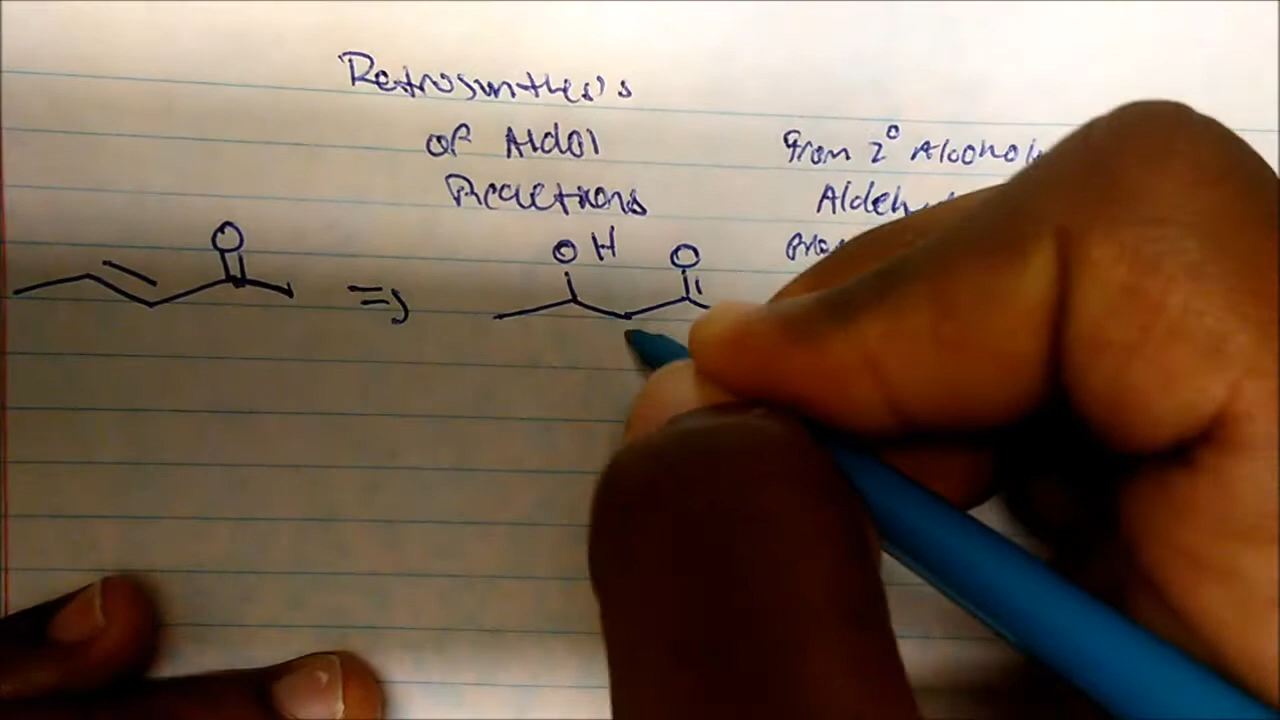 Retrosynthesis
of Aldol
Reactions
From 2° Alcohol
O
OH
O